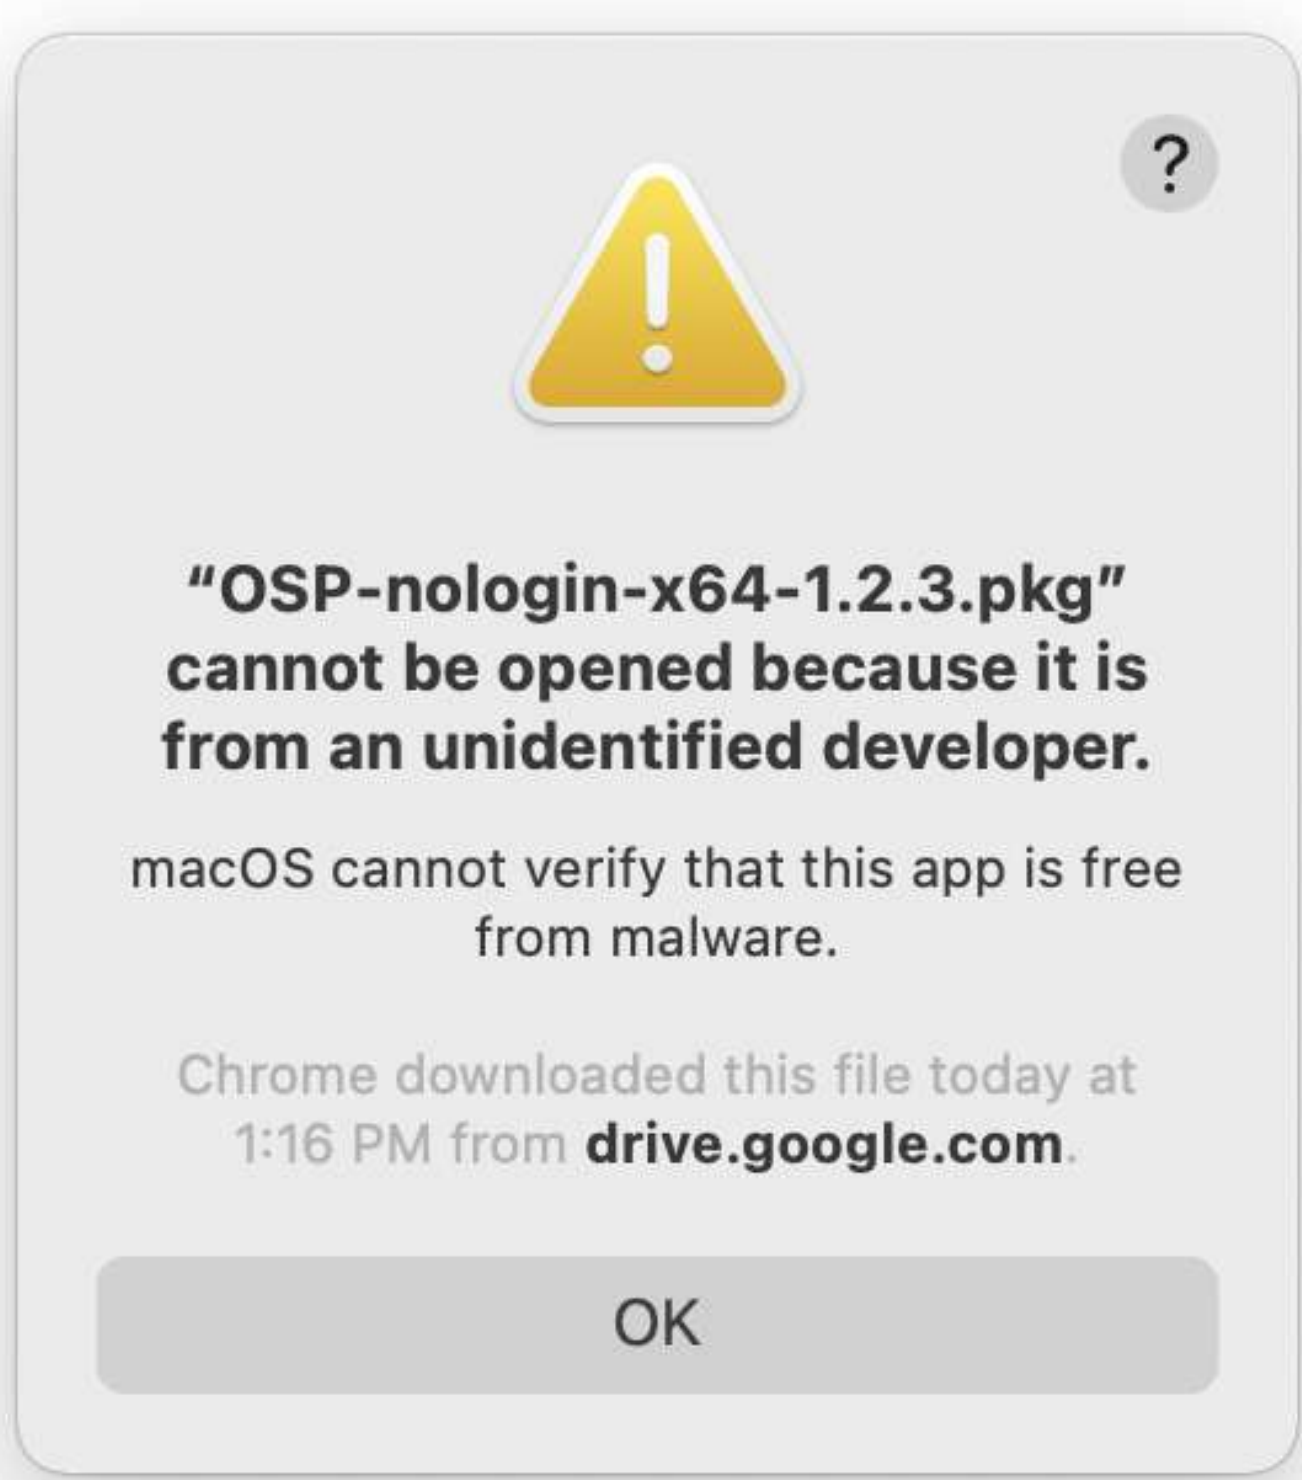 ?
“OSP-nologin-x64-1.2.3.pkg”
cannot be opened because it is
from an unidentified developer.
macOS cannot verify that this app is free
from malware.
Chrome downloaded this file today at
1:16 PM from drive.google.com.
OK